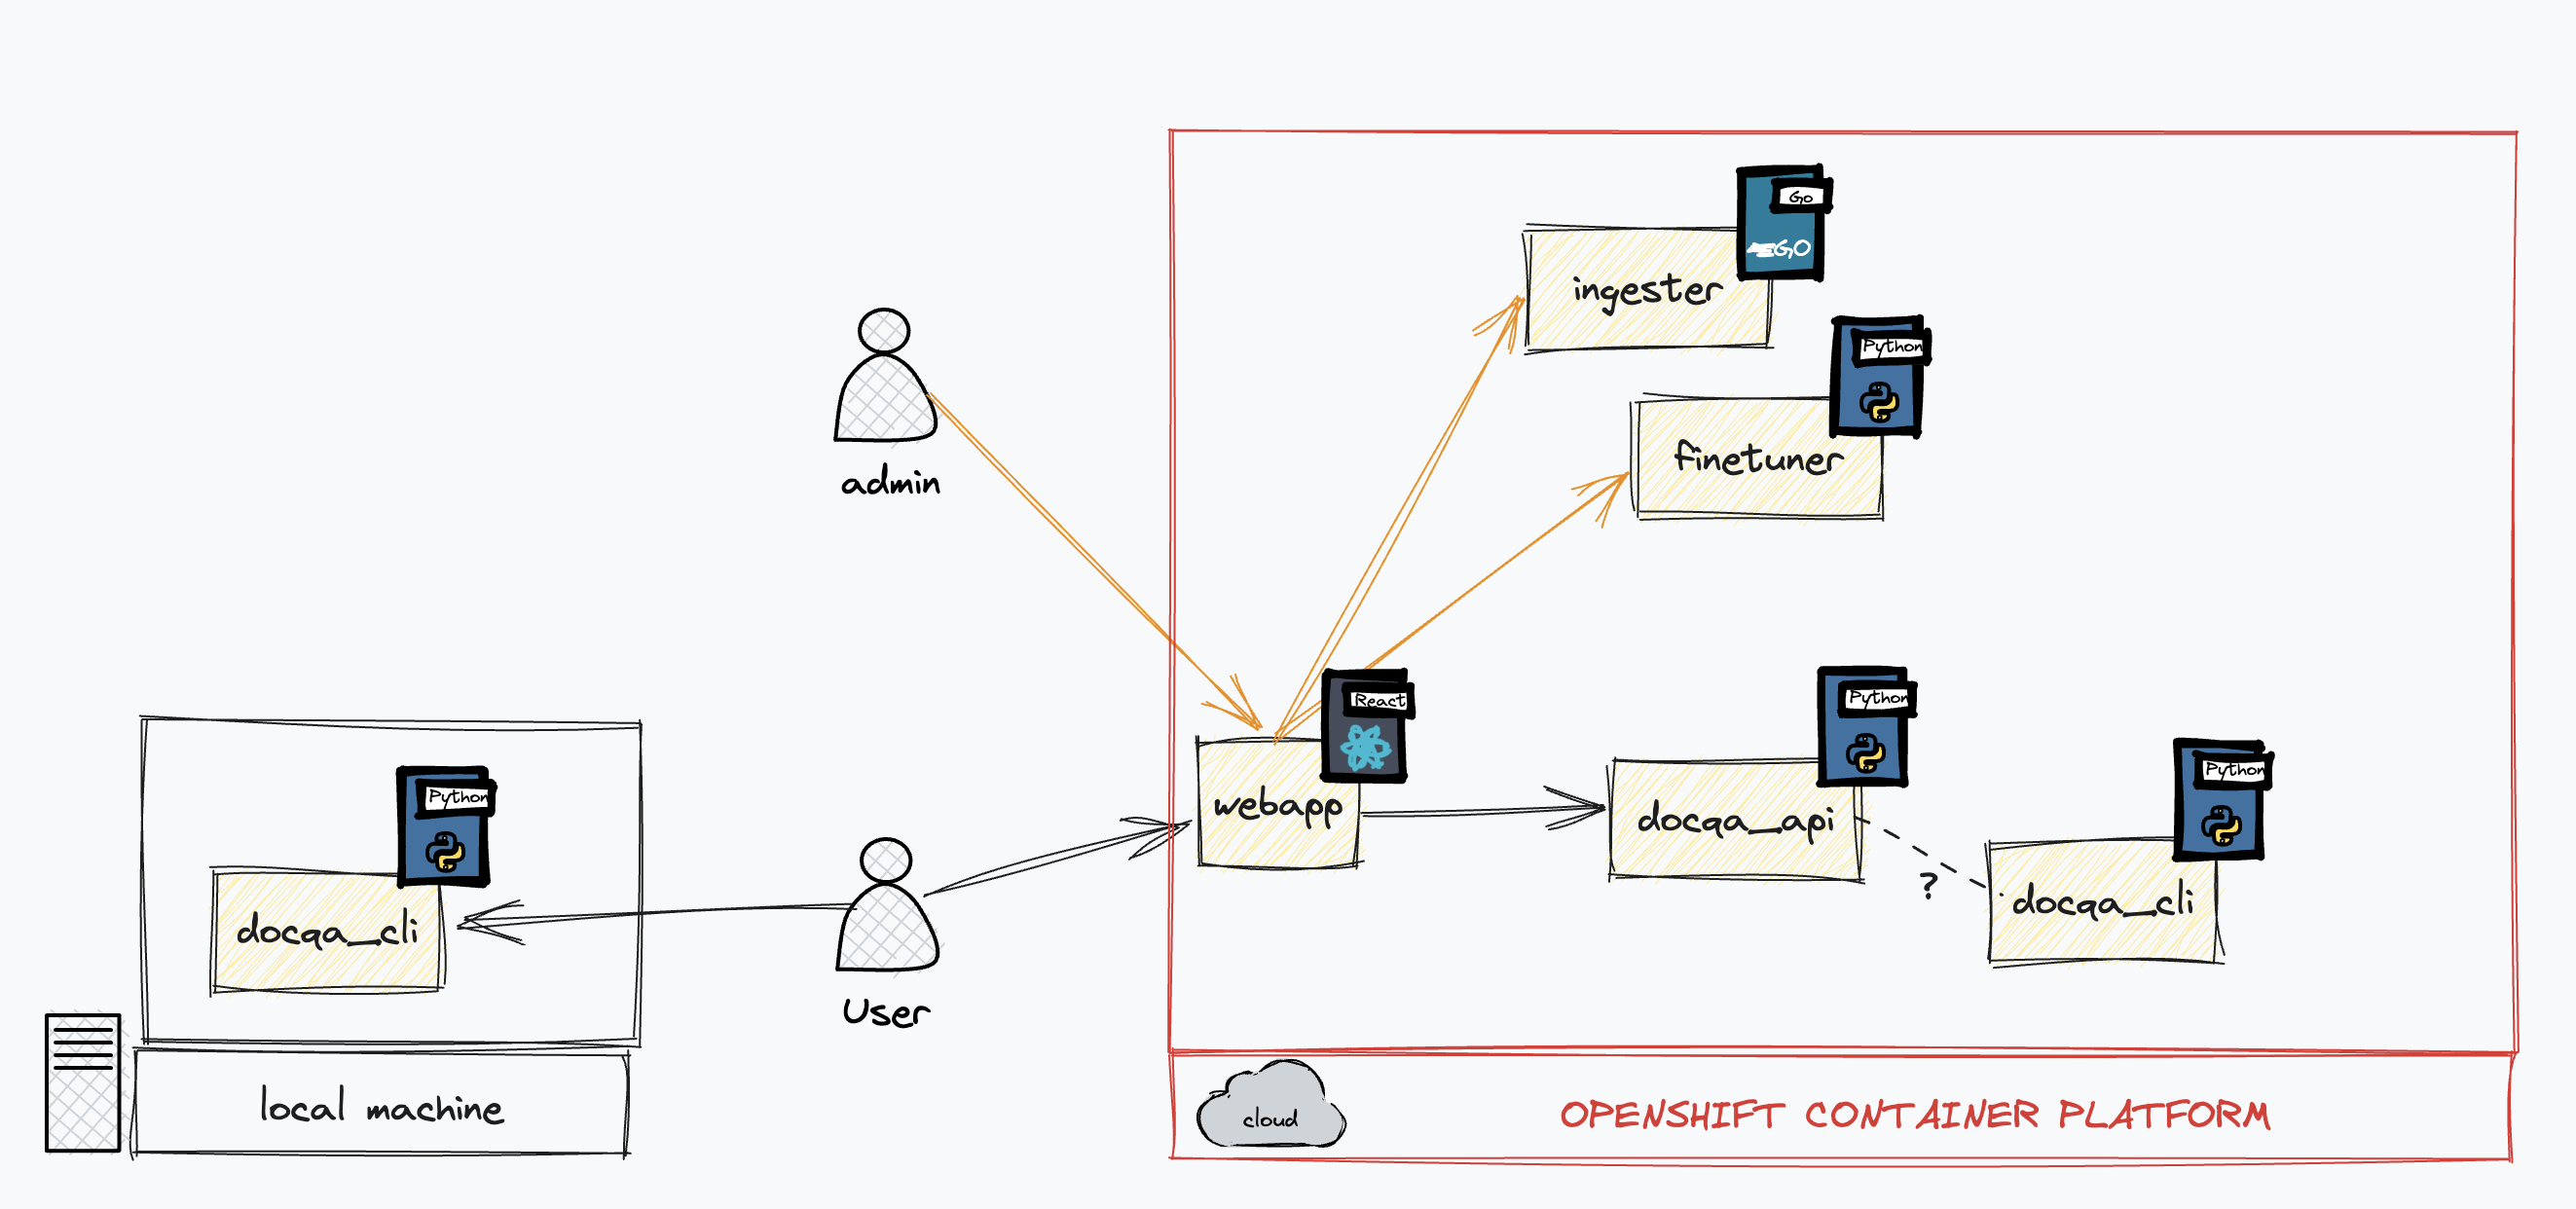 Go
GO
ingester
Python
finetuner
admin
React
webapp
Python
docqa_api
?
Python
docqa_cli
Python
docqa_cli
User
local machine
cloud
OPENSHIFT CONTAINER PLATFORM